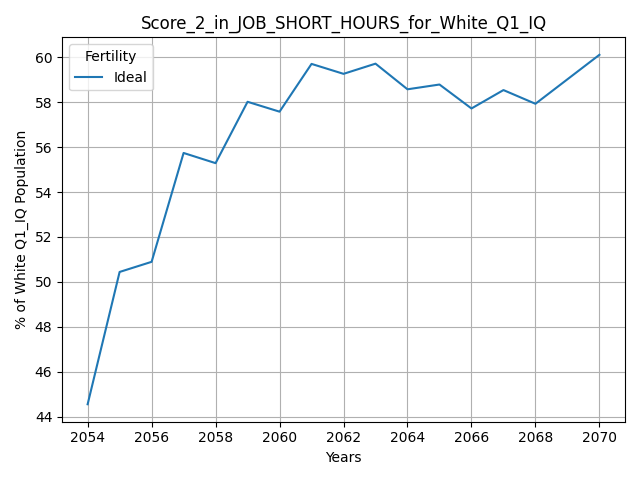 Score_2_in_JOB_SHORT_HOURS_for_White_Q1_IQ
Fertility
Ideal
% of White Q1_IQ Population
60
58
56
54
52
50
48
46
44
2054 2056 2058 2060 2062 2064 2066 2068 2070
Years